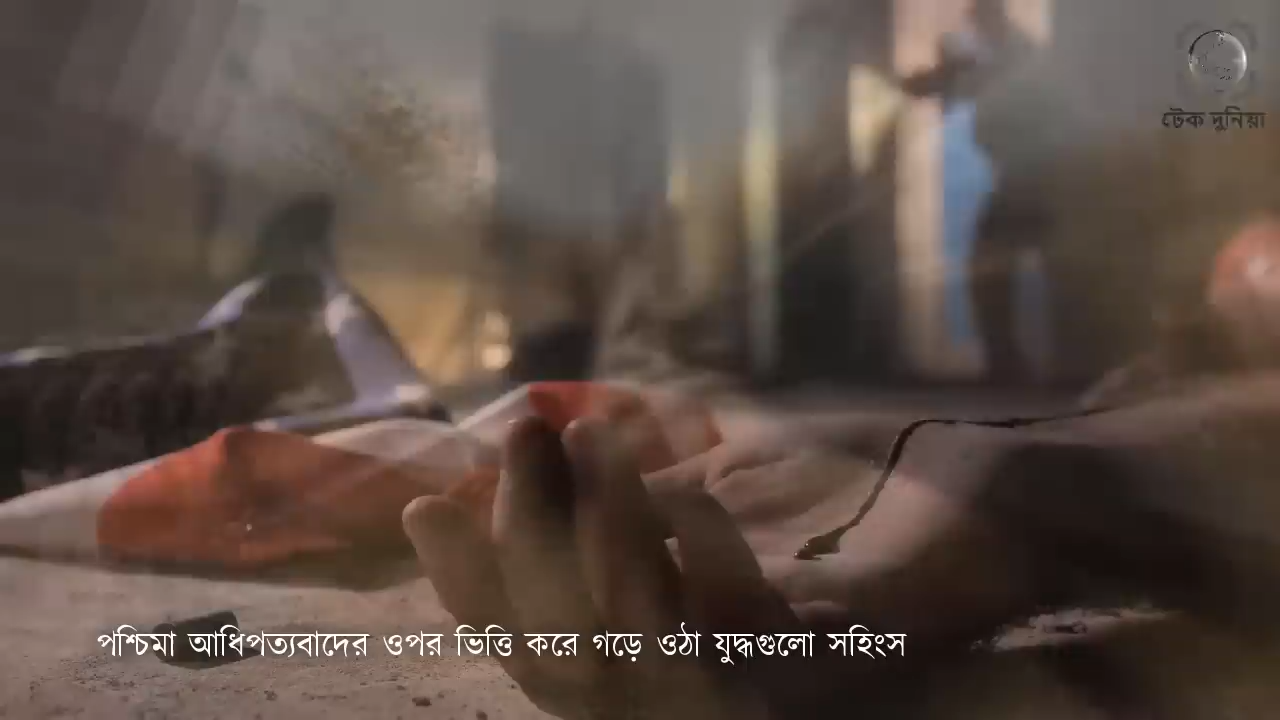 টেক দুনিয়া
পশ্চিমা আধিপত্যবাদের ওপর ভিত্তি করে গড়ে ওঠা যুদ্ধগুলো সহিংস